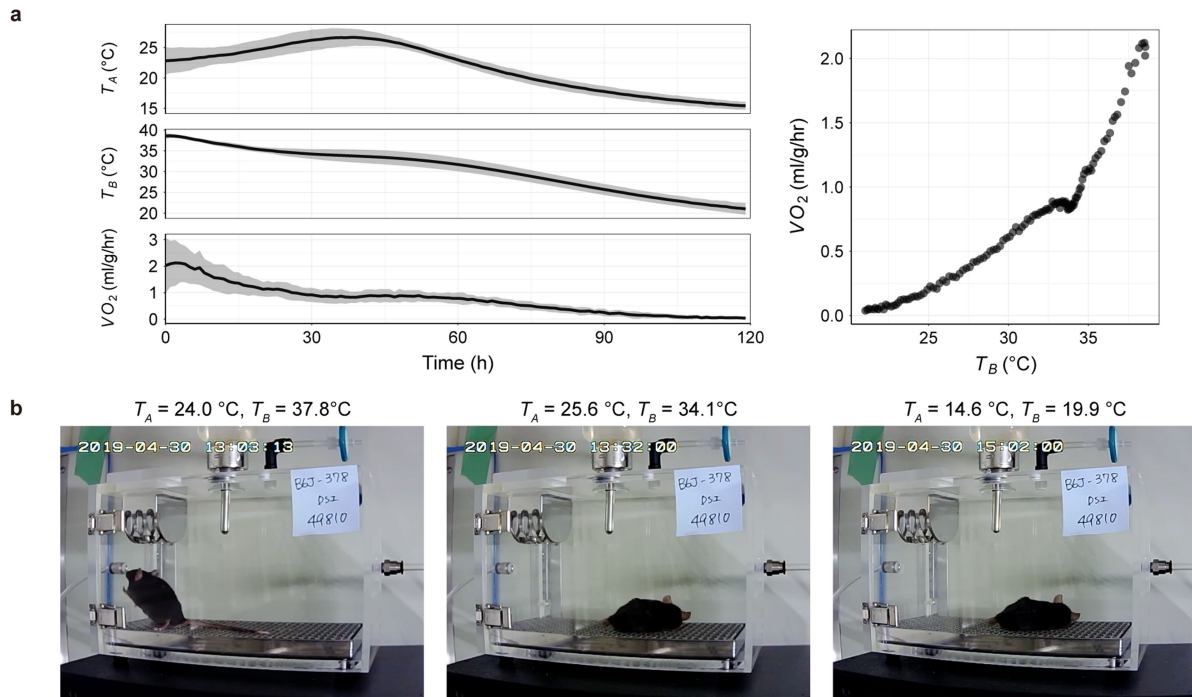 a
T_A (°C)
25
20
15
T_B (°C)
40
35
30
25
20
VO₂ (ml/g/hr)
3
2
1
0
0
30
60
90
120
Time (h)
VO₂ (ml/g/hr)
2.0
1.5
1.0
0.5
0.0
25
30
35
T_B (°C)
b
T_A = 24.0 °C, T_B = 37.8°C
2019-04-30 13:03:13
B6J-378
DSI
49810
T_A = 25.6 °C, T_B = 34.1°C
2019-04-30 13:32:00
B6J-378
DSI
49810
T_A = 14.6 °C, T_B = 19.9 °C
2019-04-30 15:02:00
B6J-378
DSI
49810